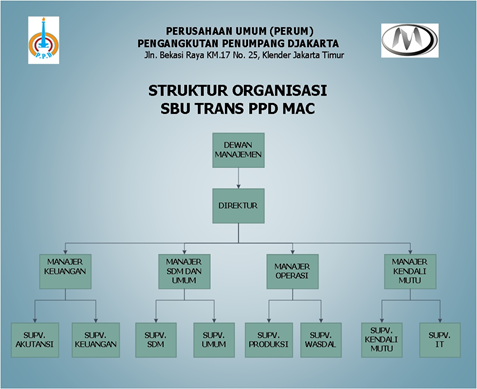 PERUSAHAAN UMUM (PERUM)
PENGANGKUTAN PENUMPANG DJAKARTA
Jln. Bekasi Raya KM.17 No. 25, Klender Jakarta Timur
STRUKTUR ORGANISASI
SBU TRANS PPD MAC
DEWAN
MANAJEMEN
DIREKTUR
MANAJER
KEUANGAN
MANAJER
SDM DAN
UMUM
MANAJER
OPERASI
MANAJER
KENDALI
MUTU
SUPV.
AKUTANSI
SUPV.
KEUANGAN
SUPV.
SDM
SUPV.
UMUM
SUPV.
PRODUKSI
SUPV.
WASDAL
SUPV.
KENDALI
MUTU
SUPV.
IT